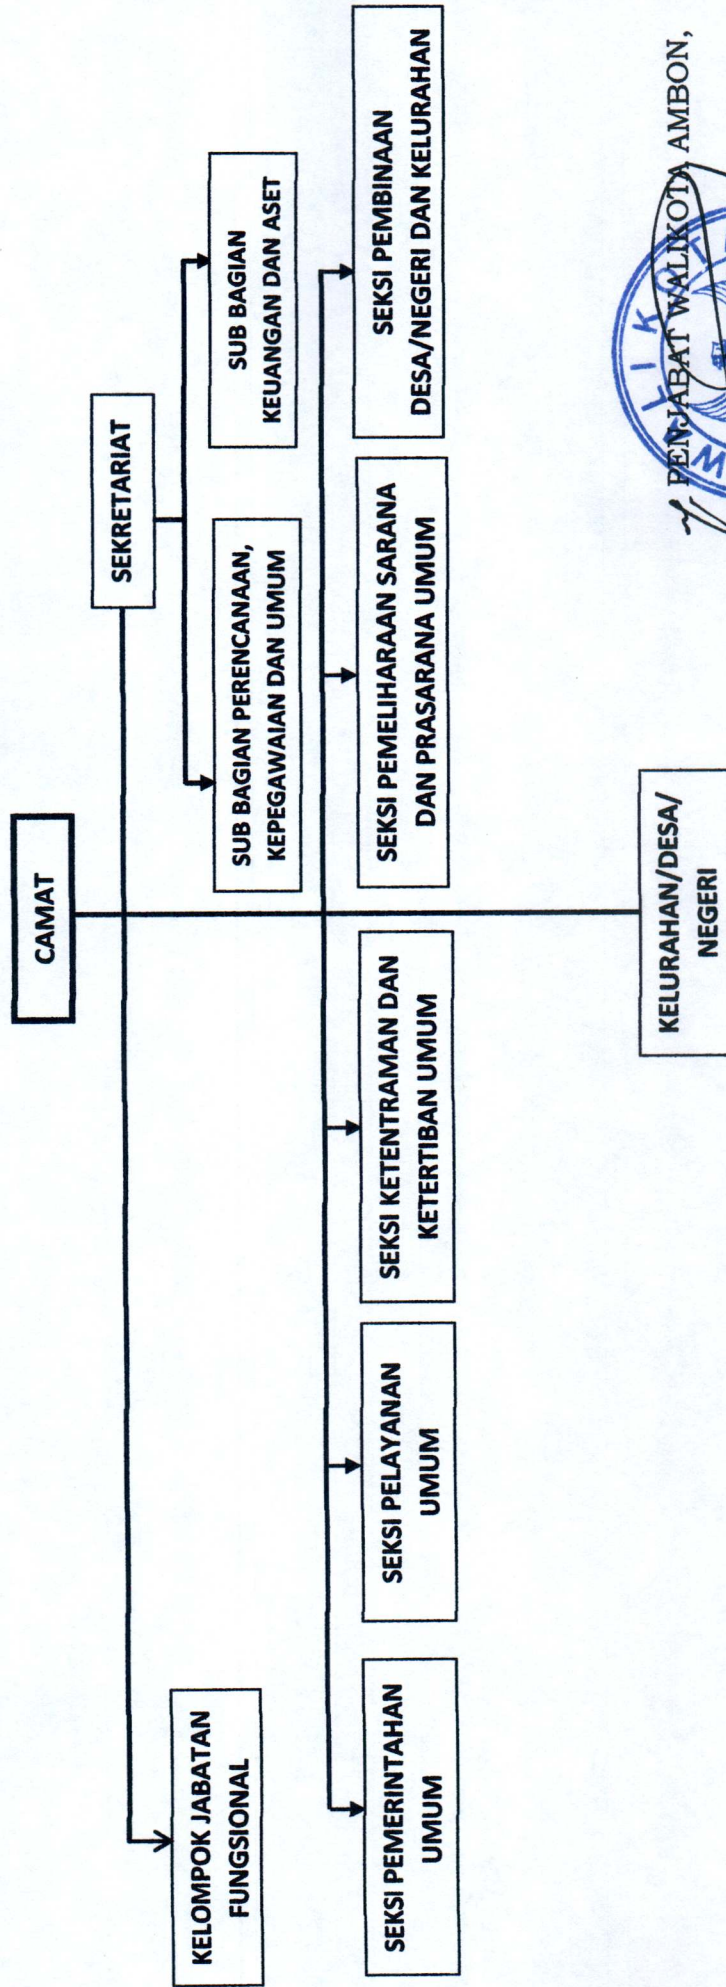 CAMAT
SEKRETARIAT
KELOMPOK JABATAN
FUNGSIONAL
SUB BAGIAN PERENCANAAN,
KEPEGAWAIAN DAN UMUM
SUB BAGIAN
KEUANGAN DAN ASET
SEKSI PEMERINTAHAN
UMUM
SEKSI PELAYANAN
UMUM
SEKSI KETENTRAMAN DAN
KETERTIBAN UMUM
SEKSI PEMELIHARAAN SARANA
DAN PRASARANA UMUM
SEKSI PEMBINAAN
DESA/NEGERI DAN KELURAHAN
KELURAHAN/DESA/
NEGERI
PENJABAT WALIKOTA AMBON,